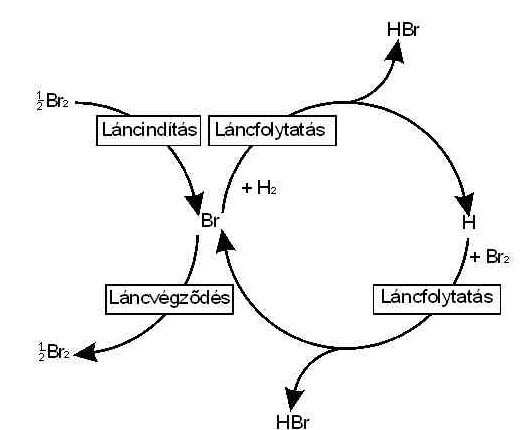 HBr
½Br₂
Láncindítás
Láncfolytatás
+ H₂
Br
H
+ Br₂
Láncvégződés
Láncfolytatás
½Br₂
HBr